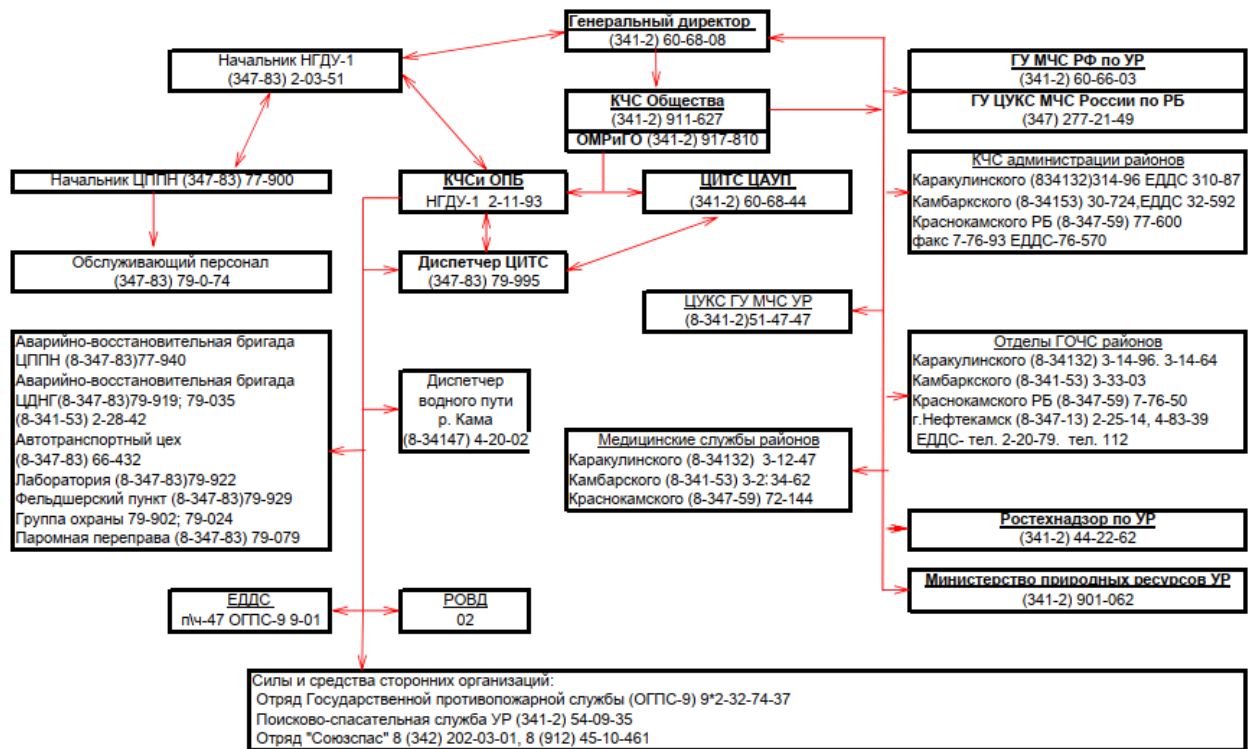 Генеральный директор
(341-2) 60-68-08
Начальник НГДУ-1
(347-83) 2-03-51
ГУ МЧС РФ по УР
(341-2) 60-66-03
ГУ ЦУКС МЧС России по РБ
(347) 277-21-49
КЧС Общества
(341-2) 911-627
ОМРиГО (341-2) 917-810
КЧС администрации районов
Каракулинского (834132)314-96 ЕДДС 310-87
Камбаркского (8-34153) 30-724,ЕДДС 32-592
Краснокамского РБ (8-347-59) 77-600
факс 7-76-93 ЕДДС-76-570
Начальник ЦППН (347-83) 77-900
КЧСи ОПБ
НГДУ-1 2-11-93
ЦИТС ЦАУП
(341-2) 60-68-44
Обслуживающий персонал
(347-83) 79-0-74
Диспетчер ЦИТС
(347-83) 79-995
ЦУКС ГУ МЧС УР
(8-341-2)51-47-47
Аварийно-восстановительная бригада
ЦППН (8-347-83)77-940
Аварийно-восстановительная бригада
ЦДНГ(8-347-83)79-919; 79-035
(8-341-53) 2-28-42
Автотранспортный цех
(8-347-83) 66-432
Лаборатория (8-347-83)79-922
Фельдшерский пункт (8-347-83)79-929
Группа охраны 79-902; 79-024
Паромная переправа (8-347-83) 79-079
Диспетчер
водного пути
р. Кама
(8-34147) 4-20-02
Отделы ГОЧС районов
Каракулинского (8-34132) 3-14-96. 3-14-64
Камбаркского (8-341-53) 3-33-03
Краснокамского РБ (8-347-59) 7-76-50
г.Нефтекамск (8-347-13) 2-25-14, 4-83-39
ЕДДС- тел. 2-20-79. тел. 112
Медицинские службы районов
Каракулинского (8-34132) 3-12-47
Камбарского (8-341-53) 3-2 34-62
Краснокамского (8-347-59) 72-144
Ростехнадзор по УР
(341-2) 44-22-62
Министерство природных ресурсов УР
(341-2) 901-062
ЕДДС
п\ч-47 ОГПС-9 9-01
РОВД
02
Силы и средства сторонних организаций:
Отряд Государственной противопожарной службы (ОГПС-9) 9*2-32-74-37
Поисково-спасательная служба УР (341-2) 54-09-35
Отряд "Союзспас" 8 (342) 202-03-01, 8 (912) 45-10-461